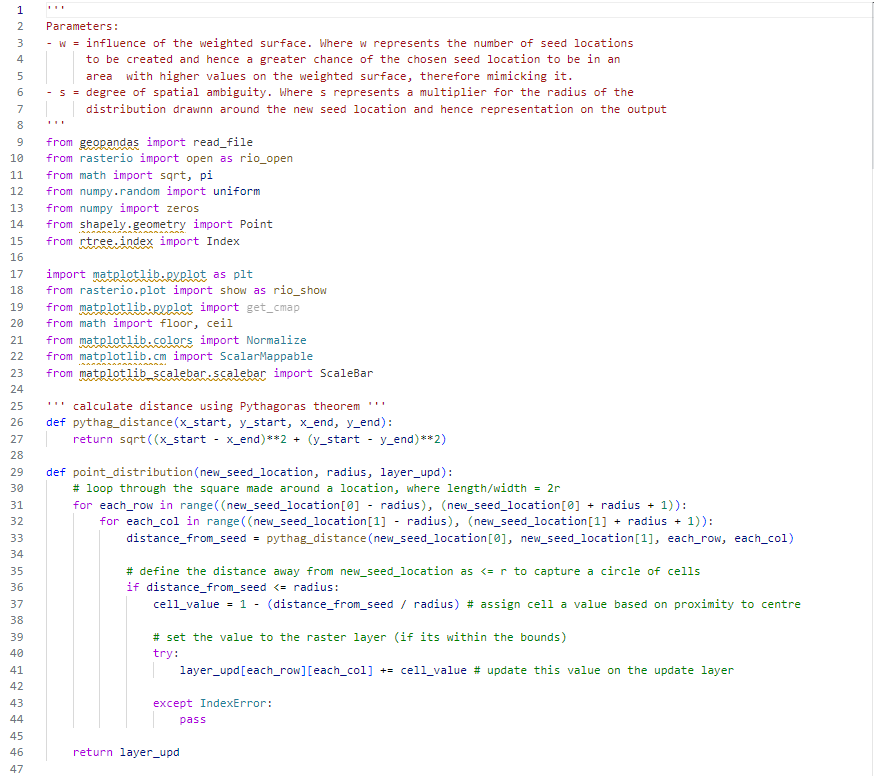 1 '''
2 Parameters:
3 - w = influence of the weighted surface. Where w represents the number of seed locations
4 to be created and hence a greater chance of the chosen seed location to be in an
5 area  with higher values on the weighted surface, therefore mimicking it.
6 - s = degree of spatial ambiguity. Where s represents a multiplier for the radius of the
7 distribution drawnn around the new seed location and hence representation on the output
8 '''
9 from geopandas import read_file
10 from rasterio import open as rio_open
11 from math import sqrt, pi
12 from numpy.random import uniform
13 from numpy import zeros
14 from shapely.geometry import Point
15 from rtree.index import Index
16
17 import matplotlib.pyplot as plt
18 from rasterio.plot import show as rio_show
19 from matplotlib.pyplot import get_cmap
20 from math import floor, ceil
21 from matplotlib.colors import Normalize
22 from matplotlib.cm import ScalarMappable
23 from matplotlib_scalebar.scalebar import ScaleBar
24
25 ''' calculate distance using Pythagoras theorem '''
26 def pythag_distance(x_start, y_start, x_end, y_end):
27 return sqrt((x_start - x_end)**2 + (y_start - y_end)**2)
28
29 def point_distribution(new_seed_location, radius, layer_upd):
30 # loop through the square made around a location, where length/width = 2r
31 for each_row in range((new_seed_location[0] - radius), (new_seed_location[0] + radius + 1)):
32 for each_col in range((new_seed_location[1] - radius), (new_seed_location[1] + radius + 1)):
33 distance_from_seed = pythag_distance(new_seed_location[0], new_seed_location[1], each_row, each_col)
34
35 # define the distance away from new_seed_location as <= r to capture a circle of cells
36 if distance_from_seed <= radius:
37 cell_value = 1 - (distance_from_seed / radius) # assign cell a value based on proximity to centre
38
39 # set the value to the raster layer (if its within the bounds)
40 try:
41 layer_upd[each_row][each_col] += cell_value # update this value on the update layer
42
43 except IndexError:
44 pass
45
46 return layer_upd
47